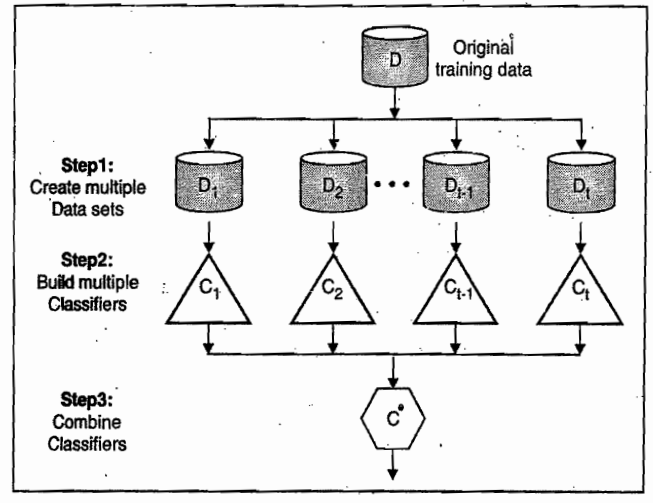 D
Original
training data
Step1:
Create multiple
Data sets
D1
D2
•••
Dt-1
Dt
Step2:
Build multiple
Classifiers
C1
C2
Ct-1
Ct
Step3:
Combine
Classifiers
C*